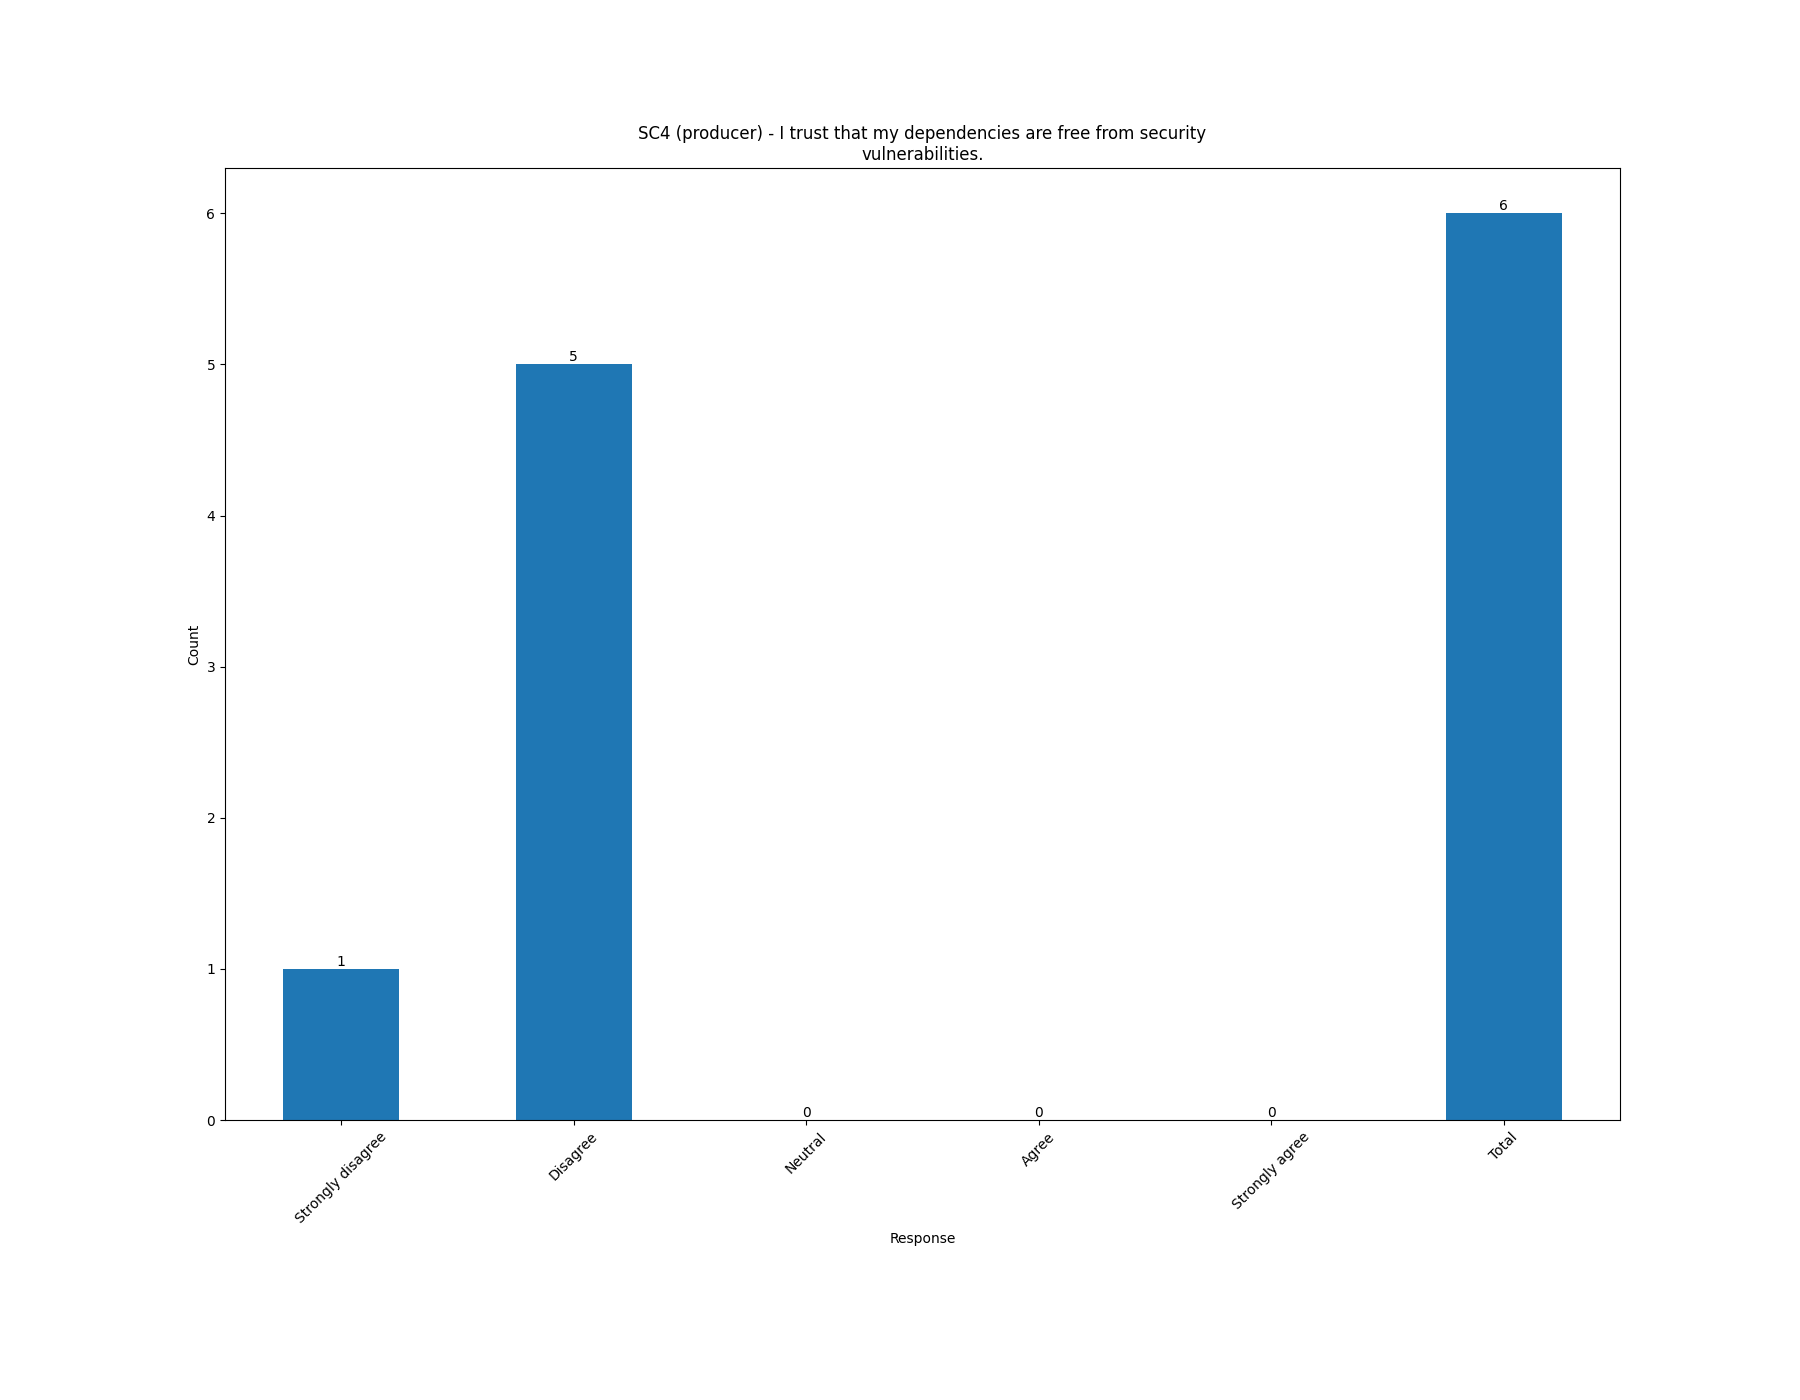 SC4 (producer) - I trust that my dependencies are free from security
vulnerabilities.
6
5
4
3
2
1
0
Count
1
5
0
0
0
6
Strongly disagree
Disagree
Neutral
Agree
Strongly agree
Total
Response